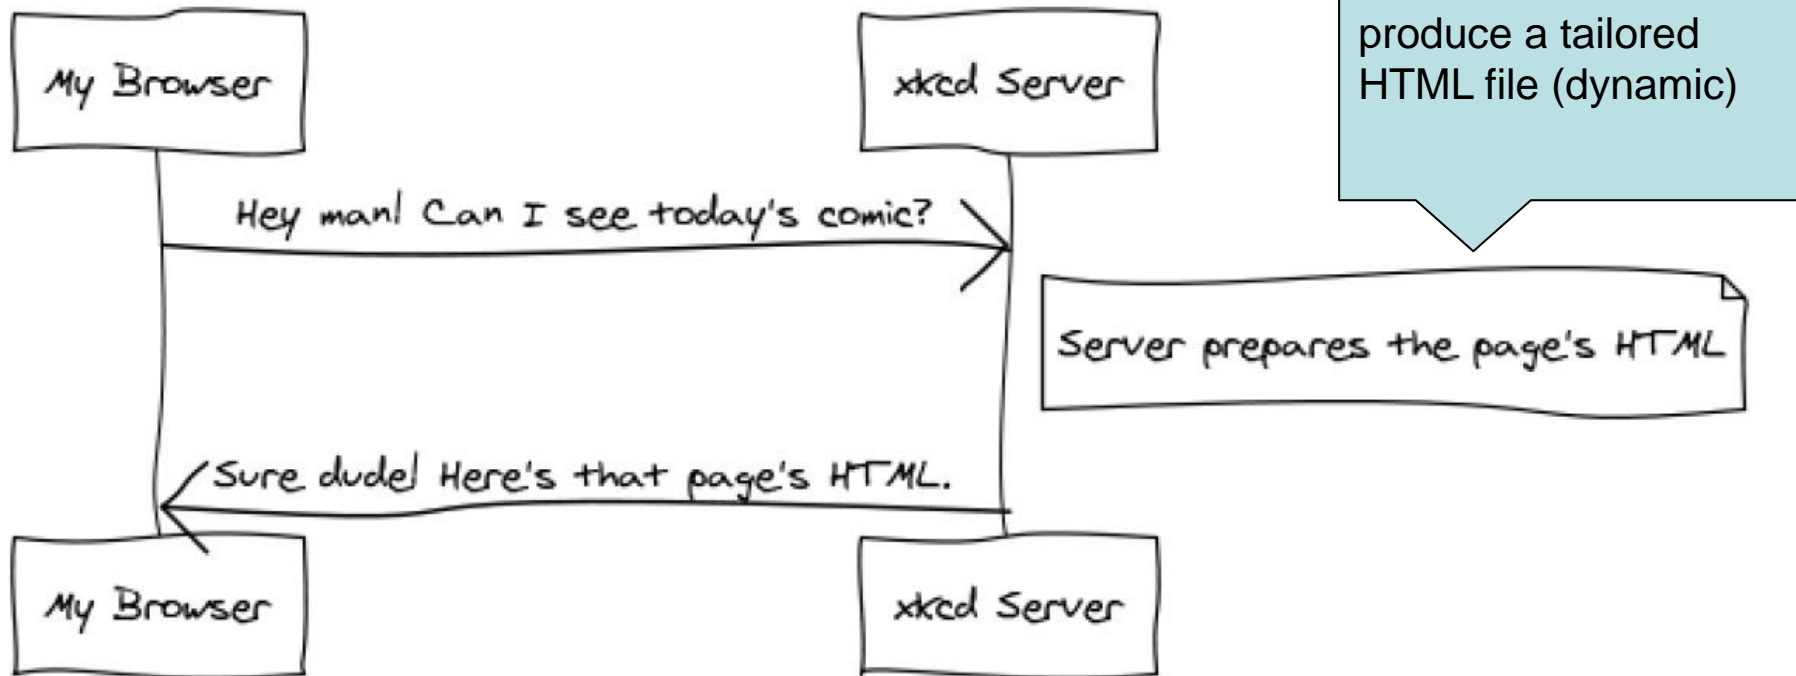 produce a tailored
HTML file (dynamic)
My Browser
xkcd Server
Hey man! Can I see today's comic?
Server prepares the page's HTML
Sure dude! Here's that page's HTML.
My Browser
xkcd Server